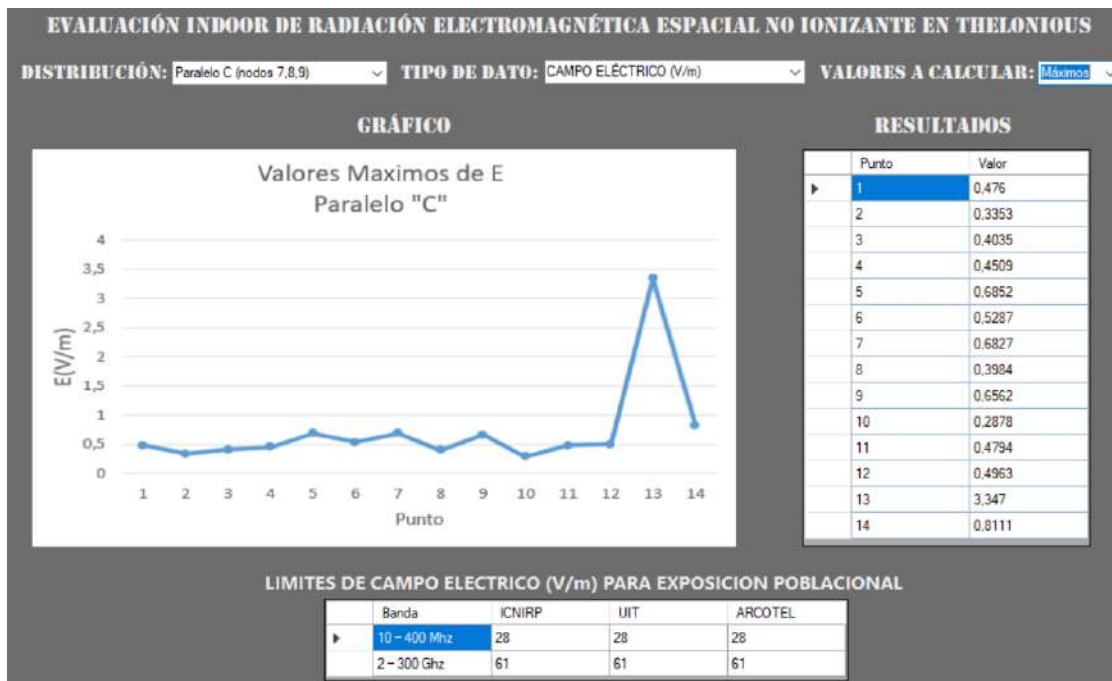 EVALUACIÓN INDOOR DE RADIACIÓN ELECTROMAGNÉTICA ESPACIAL NO IONIZANTE EN THELONIOUS
DISTRIBUCIÓN: Paralelo C (nodos 7,8,9) TIPO DE DATO: CAMPO ELÉCTRICO (V/m) VALORES A CALCULAR: Máximos
GRÁFICO
Valores Maximos de E
Paralelo "C"
4
3,5
3
2,5
2
1,5
1
0,5
0
E(V/m)
1 2 3 4 5 6 7 8 9 10 11 12 13 14
Punto
RESULTADOS
Punto Valor
1 0,476
2 0,3353
3 0,4035
4 0,4509
5 0,6852
6 0,5287
7 0,6827
8 0,3984
9 0,6562
10 0,2878
11 0,4794
12 0,4963
13 3,347
14 0,8111
LIMITES DE CAMPO ELECTRICO (V/m) PARA EXPOSICION POBLACIONAL
Banda ICNIRP UIT ARCOTEL
10 – 400 Mhz 28 28 28
2 – 300 Ghz 61 61 61